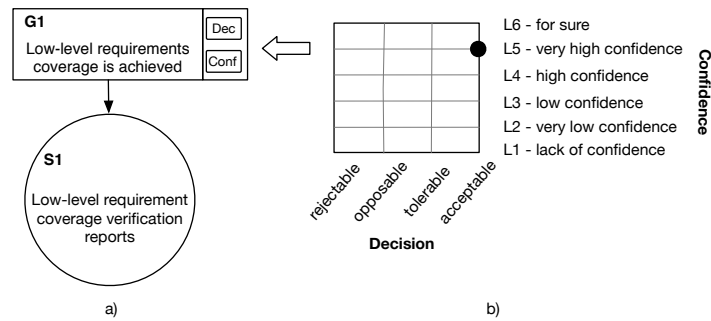 G1
Low-level requirements
coverage is achieved
Dec
Conf
S1
Low-level requirement
coverage verification
reports
a)
L6 - for sure
L5 - very high confidence
L4 - high confidence
L3 - low confidence
L2 - very low confidence
L1 - lack of confidence
Confidence
rejectable
opposable
tolerable
acceptable
Decision
b)